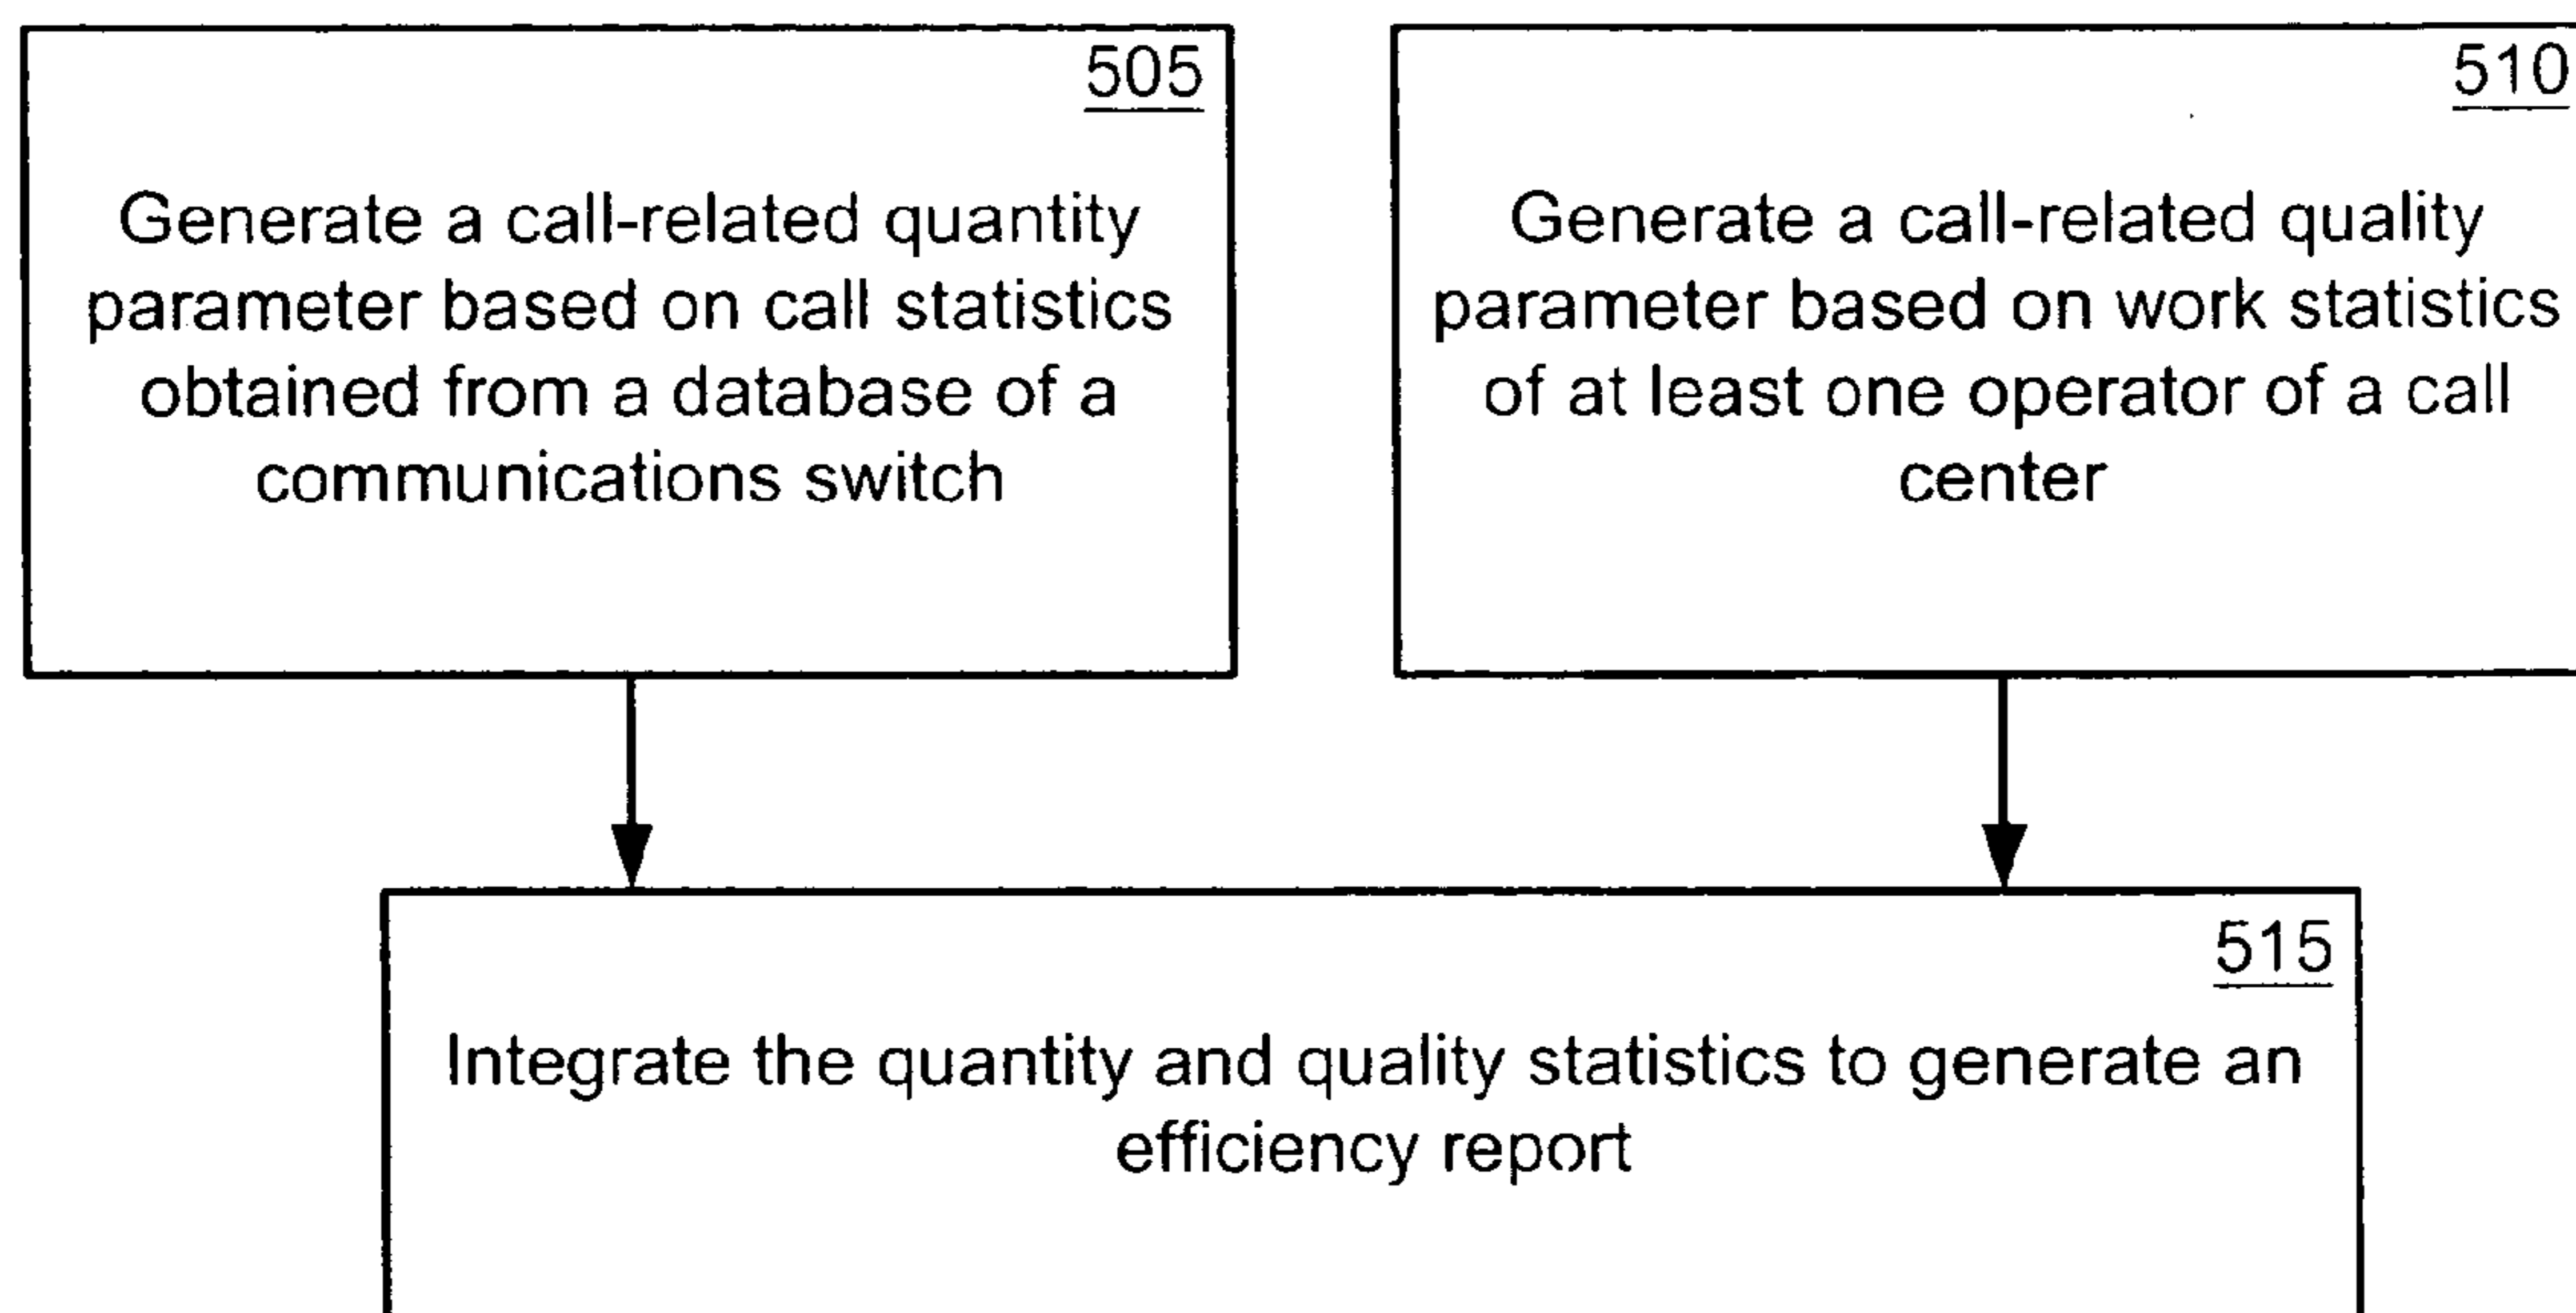 505
Generate a call-related quantity
parameter based on call statistics
obtained from a database of a
communications switch
510
Generate a call-related quality
parameter based on work statistics
of at least one operator of a call
center
515
Integrate the quantity and quality statistics to generate an
efficiency report